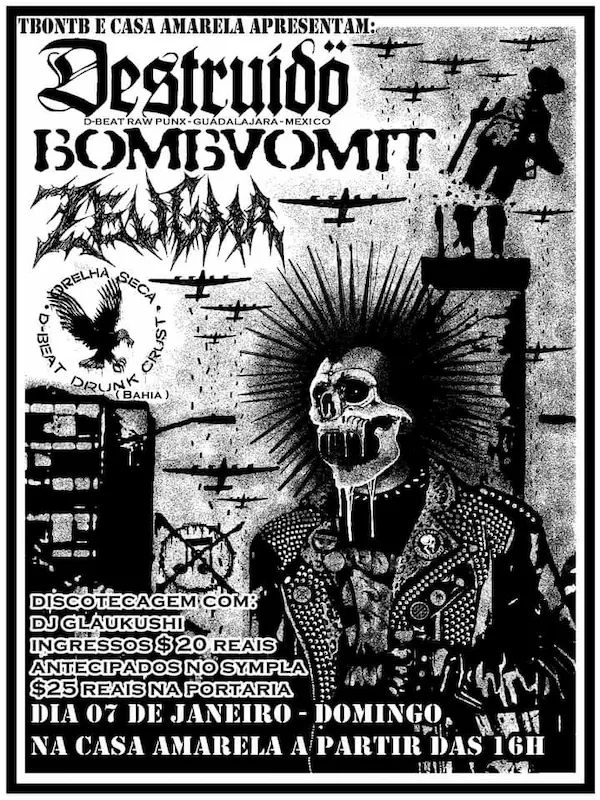 TBONTB E CASA AMARELA APRESENTAM:
Destruidö
D-BEAT RAW PUNX - GUADALAJARA - MEXICO
BOMBVOMIT
ZEUGMA
ORELHA SECA
D-BEAT DRUNK CRUST
(BAHIA)
DISCOTECAGEM COM:
DJ GLAUKUSHI
INGRESSOS $ 20 REAIS
ANTECIPADOS NO SYMPLA
$25 REAIS NA PORTARIA
DIA 07 DE JANEIRO - DOMINGO
NA CASA AMARELA A PARTIR DAS 16H